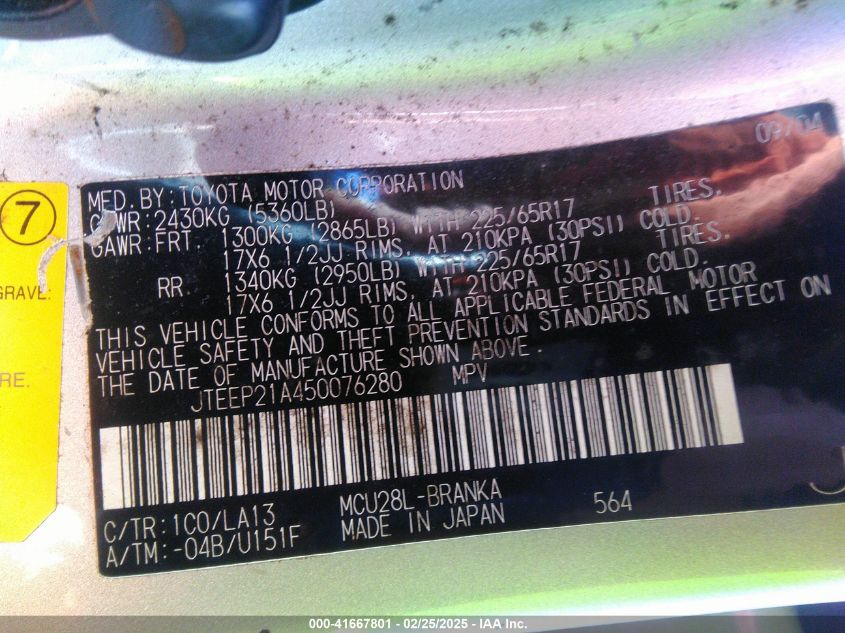 09/04
MFD. BY: TOYOTA MOTOR CORPORATION
GVWR: 2430KG (5360LB)
GAWR: FRT 1300KG (2865LB) WITH 225/65R17 TIRES,
17X6 1/2JJ RIMS, AT 210KPA (30PSI) COLD.
RR 1340KG (2950LB) WITH 225/65R17 TIRES,
17X6 1/2JJ RIMS, AT 210KPA (30PSI) COLD.
THIS VEHICLE CONFORMS TO ALL APPLICABLE FEDERAL MOTOR
VEHICLE SAFETY AND THEFT PREVENTION STANDARDS IN EFFECT ON
THE DATE OF MANUFACTURE SHOWN ABOVE.
JTEEP21A450076280 MPV
C/TR: 1C0/LA13 MCU28L-BRANKA 564
A/TM: -04B/U151F MADE IN JAPAN
7
GRAVE.
RE.
000-41667801 - 02/25/2025 - IAA Inc.